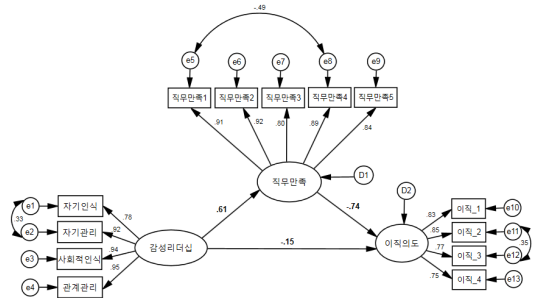 -.49
e5
e6
e7
e8
e9
직무만족1
직무만족2
직무만족3
직무만족4
직무만족5
.91
.92
.80
.89
.84
직무만족
D1
.61
-.74
D2
e1
자기인식
.78
.33
e2
자기관리
.82
e3
사회적인식
.94
e4
관계관리
.95
감성리더십
-.15
이직의도
.83
이직_1
e10
.85
이직_2
e11
.35
.77
이직_3
e12
.75
이직_4
e13